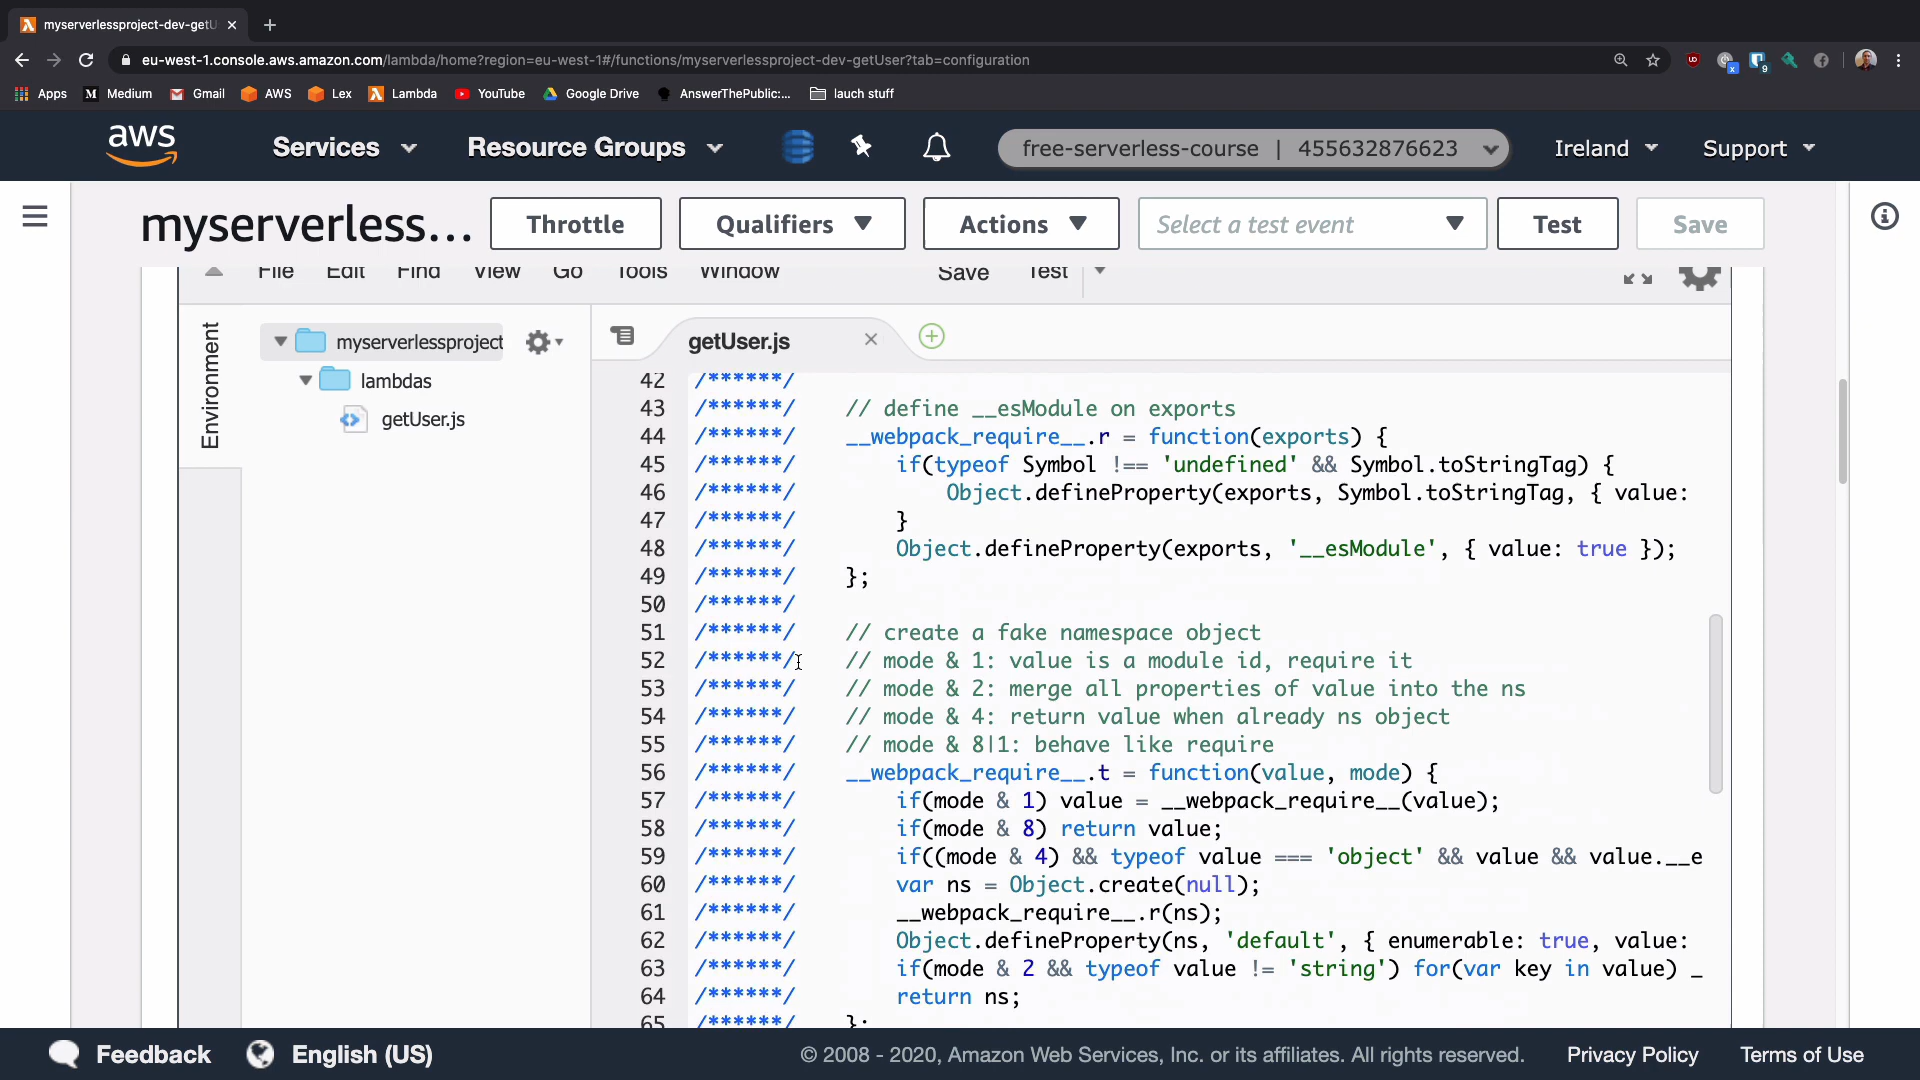 myserverlessproject-dev-getU
eu-west-1.console.aws.amazon.com/lambda/home?region=eu-west-1#/functions/myserverlessproject-dev-getUser?tab=configuration
9
Apps Medium Gmail AWS Lex Lambda YouTube Google Drive AnswerThePublic:... lauch stuff
aws Services Resource Groups free-serverless-course | 455632876623 Ireland Support
myserverless... Throttle Qualifiers Actions Select a test event Test Save
File Edit Find View Go Tools Window Save Test
Environment
myserverlessproject
lambdas
getUser.js
getUser.js
42 /******/
43 /******/ // define __esModule on exports
44 /******/ __webpack_require__.r = function(exports) {
45 /******/ if(typeof Symbol !== 'undefined' && Symbol.toStringTag) {
46 /******/ Object.defineProperty(exports, Symbol.toStringTag, { value:
47 /******/ }
48 /******/ Object.defineProperty(exports, '__esModule', { value: true });
49 /******/ };
50 /******/
51 /******/ // create a fake namespace object
52 /******/ // mode & 1: value is a module id, require it
53 /******/ // mode & 2: merge all properties of value into the ns
54 /******/ // mode & 4: return value when already ns object
55 /******/ // mode & 8|1: behave like require
56 /******/ __webpack_require__.t = function(value, mode) {
57 /******/ if(mode & 1) value = __webpack_require__(value);
58 /******/ if(mode & 8) return value;
59 /******/ if((mode & 4) && typeof value === 'object' && value && value.__e
60 /******/ var ns = Object.create(null);
61 /******/ __webpack_require__.r(ns);
62 /******/ Object.defineProperty(ns, 'default', { enumerable: true, value:
63 /******/ if(mode & 2 && typeof value != 'string') for(var key in value) _
64 /******/ return ns;
65 /******/ };
Feedback English (US) © 2008 - 2020, Amazon Web Services, Inc. or its affiliates. All rights reserved. Privacy Policy Terms of Use